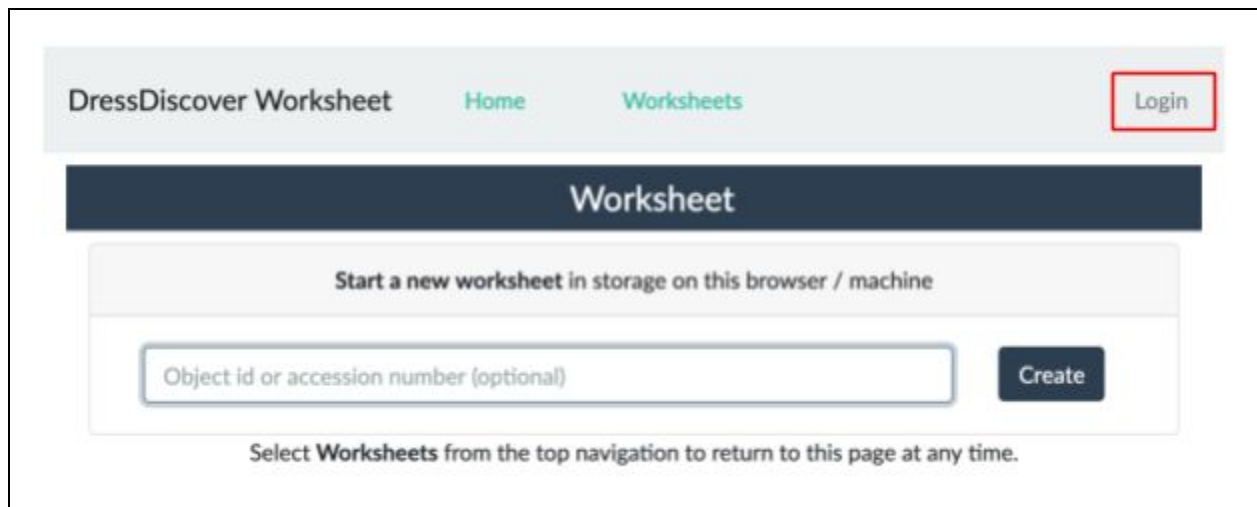 DressDiscover Worksheet Home Worksheets Login
Worksheet
Start a new worksheet in storage on this browser / machine
Object id or accession number (optional) Create
Select Worksheets from the top navigation to return to this page at any time.